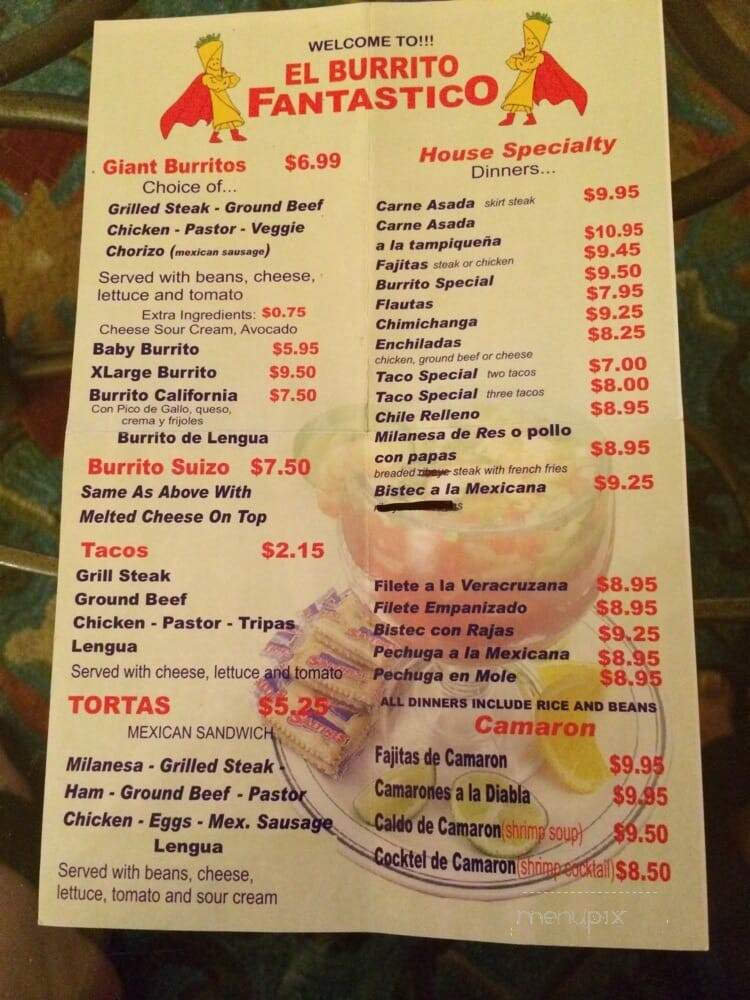 WELCOME TO!!!
EL BURRITO
FANTASTICO
Giant Burritos $6.99
Choice of...
Grilled Steak - Ground Beef
Chicken - Pastor - Veggie
Chorizo (mexican sausage)
Served with beans, cheese,
lettuce and tomato
Extra Ingredients: $0.75
Cheese Sour Cream, Avocado
Baby Burrito $5.95
XLarge Burrito $9.50
Burrito California $7.50
Con Pico de Gallo, queso,
crema y frijoles
Burrito de Lengua
Burrito Suizo $7.50
Same As Above With
Melted Cheese On Top
Tacos $2.15
Grill Steak
Ground Beef
Chicken - Pastor - Tripas
Lengua
Served with cheese, lettuce and tomato
TORTAS $5.25
MEXICAN SANDWICH
Milanesa - Grilled Steak -
Ham - Ground Beef - Pastor
Chicken - Eggs - Mex. Sausage
Lengua
Served with beans, cheese,
lettuce, tomato and sour cream
House Specialty
Dinners...
Carne Asada skirt steak $9.95
Carne Asada
a la tampiqueña $10.95
Fajitas steak or chicken $9.45
Burrito Special $9.50
Flautas $7.95
Chimichanga $9.25
Enchiladas $8.25
chicken, ground beef or cheese
Taco Special two tacos $7.00
Taco Special three tacos $8.00
Chile Relleno $8.95
Milanesa de Res o pollo
con papas $8.95
breaded steak with french fries
Bistec a la Mexicana $9.25
Filete a la Veracruzana $8.95
Filete Empanizado $8.95
Bistec con Rajas $9.25
Pechuga a la Mexicana $8.95
Pechuga en Mole $8.95
ALL DINNERS INCLUDE RICE AND BEANS
Camaron
Fajitas de Camaron $9.95
Camarones a la Diabla $9.95
Caldo de Camaron (shrimp soup) $9.50
Cocktel de Camaron (shrimp cocktail) $8.50
menupix